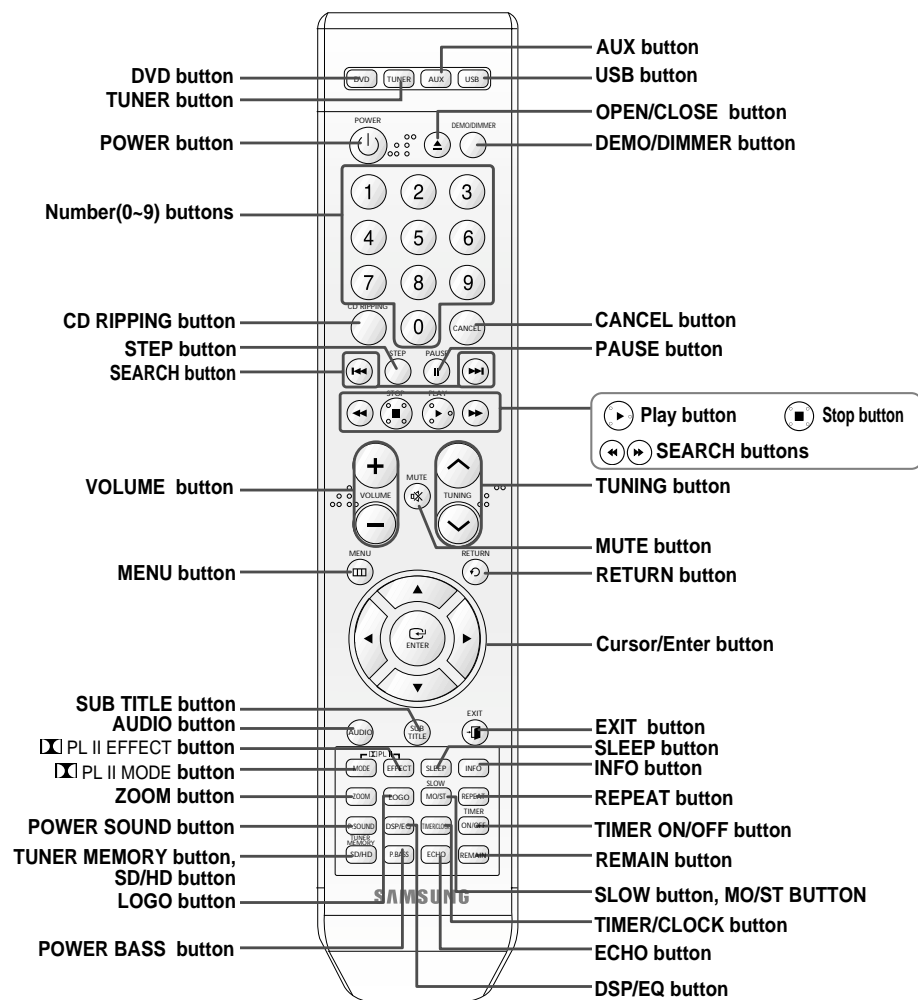 AUX button
DVD button
USB button
TUNER button
DVD TUNER AUX USB
OPEN/CLOSE button
POWER DEMO/DIMMER
POWER button
DEMO/DIMMER button
1 2 3
Number(0~9) buttons
4 5 6
7 8 9
CD RIPPING
CD RIPPING button
0 CANCEL
CANCEL button
STEP button
STEP PAUSE
PAUSE button
SEARCH button
STOP PLAY
Play button Stop button
SEARCH buttons
VOLUME button
VOLUME MUTE TUNING
TUNING button
MUTE button
MENU RETURN
MENU button
RETURN button
ENTER
Cursor/Enter button
SUB TITLE button
AUDIO button
AUDIO SUB TITLE EXIT
EXIT button
PL II EFFECT button
SLEEP button
PL II
MODE EFFECT SLEEP INFO
INFO button
PL II MODE button
SLOW
ZOOM button
ZOOM LOGO MO/ST REPEAT
REPEAT button
TIMER
POWER SOUND button
P.SOUND DSP/EQ TIMER/CLOCK ON/OFF
TIMER ON/OFF button
TUNER MEMORY
TUNER MEMORY button,
SD/HD button
SD/HD P.BASS ECHO REMAIN
REMAIN button
LOGO button
SAMSUNG
SLOW button, MO/ST BUTTON
TIMER/CLOCK button
POWER BASS button
ECHO button
DSP/EQ button